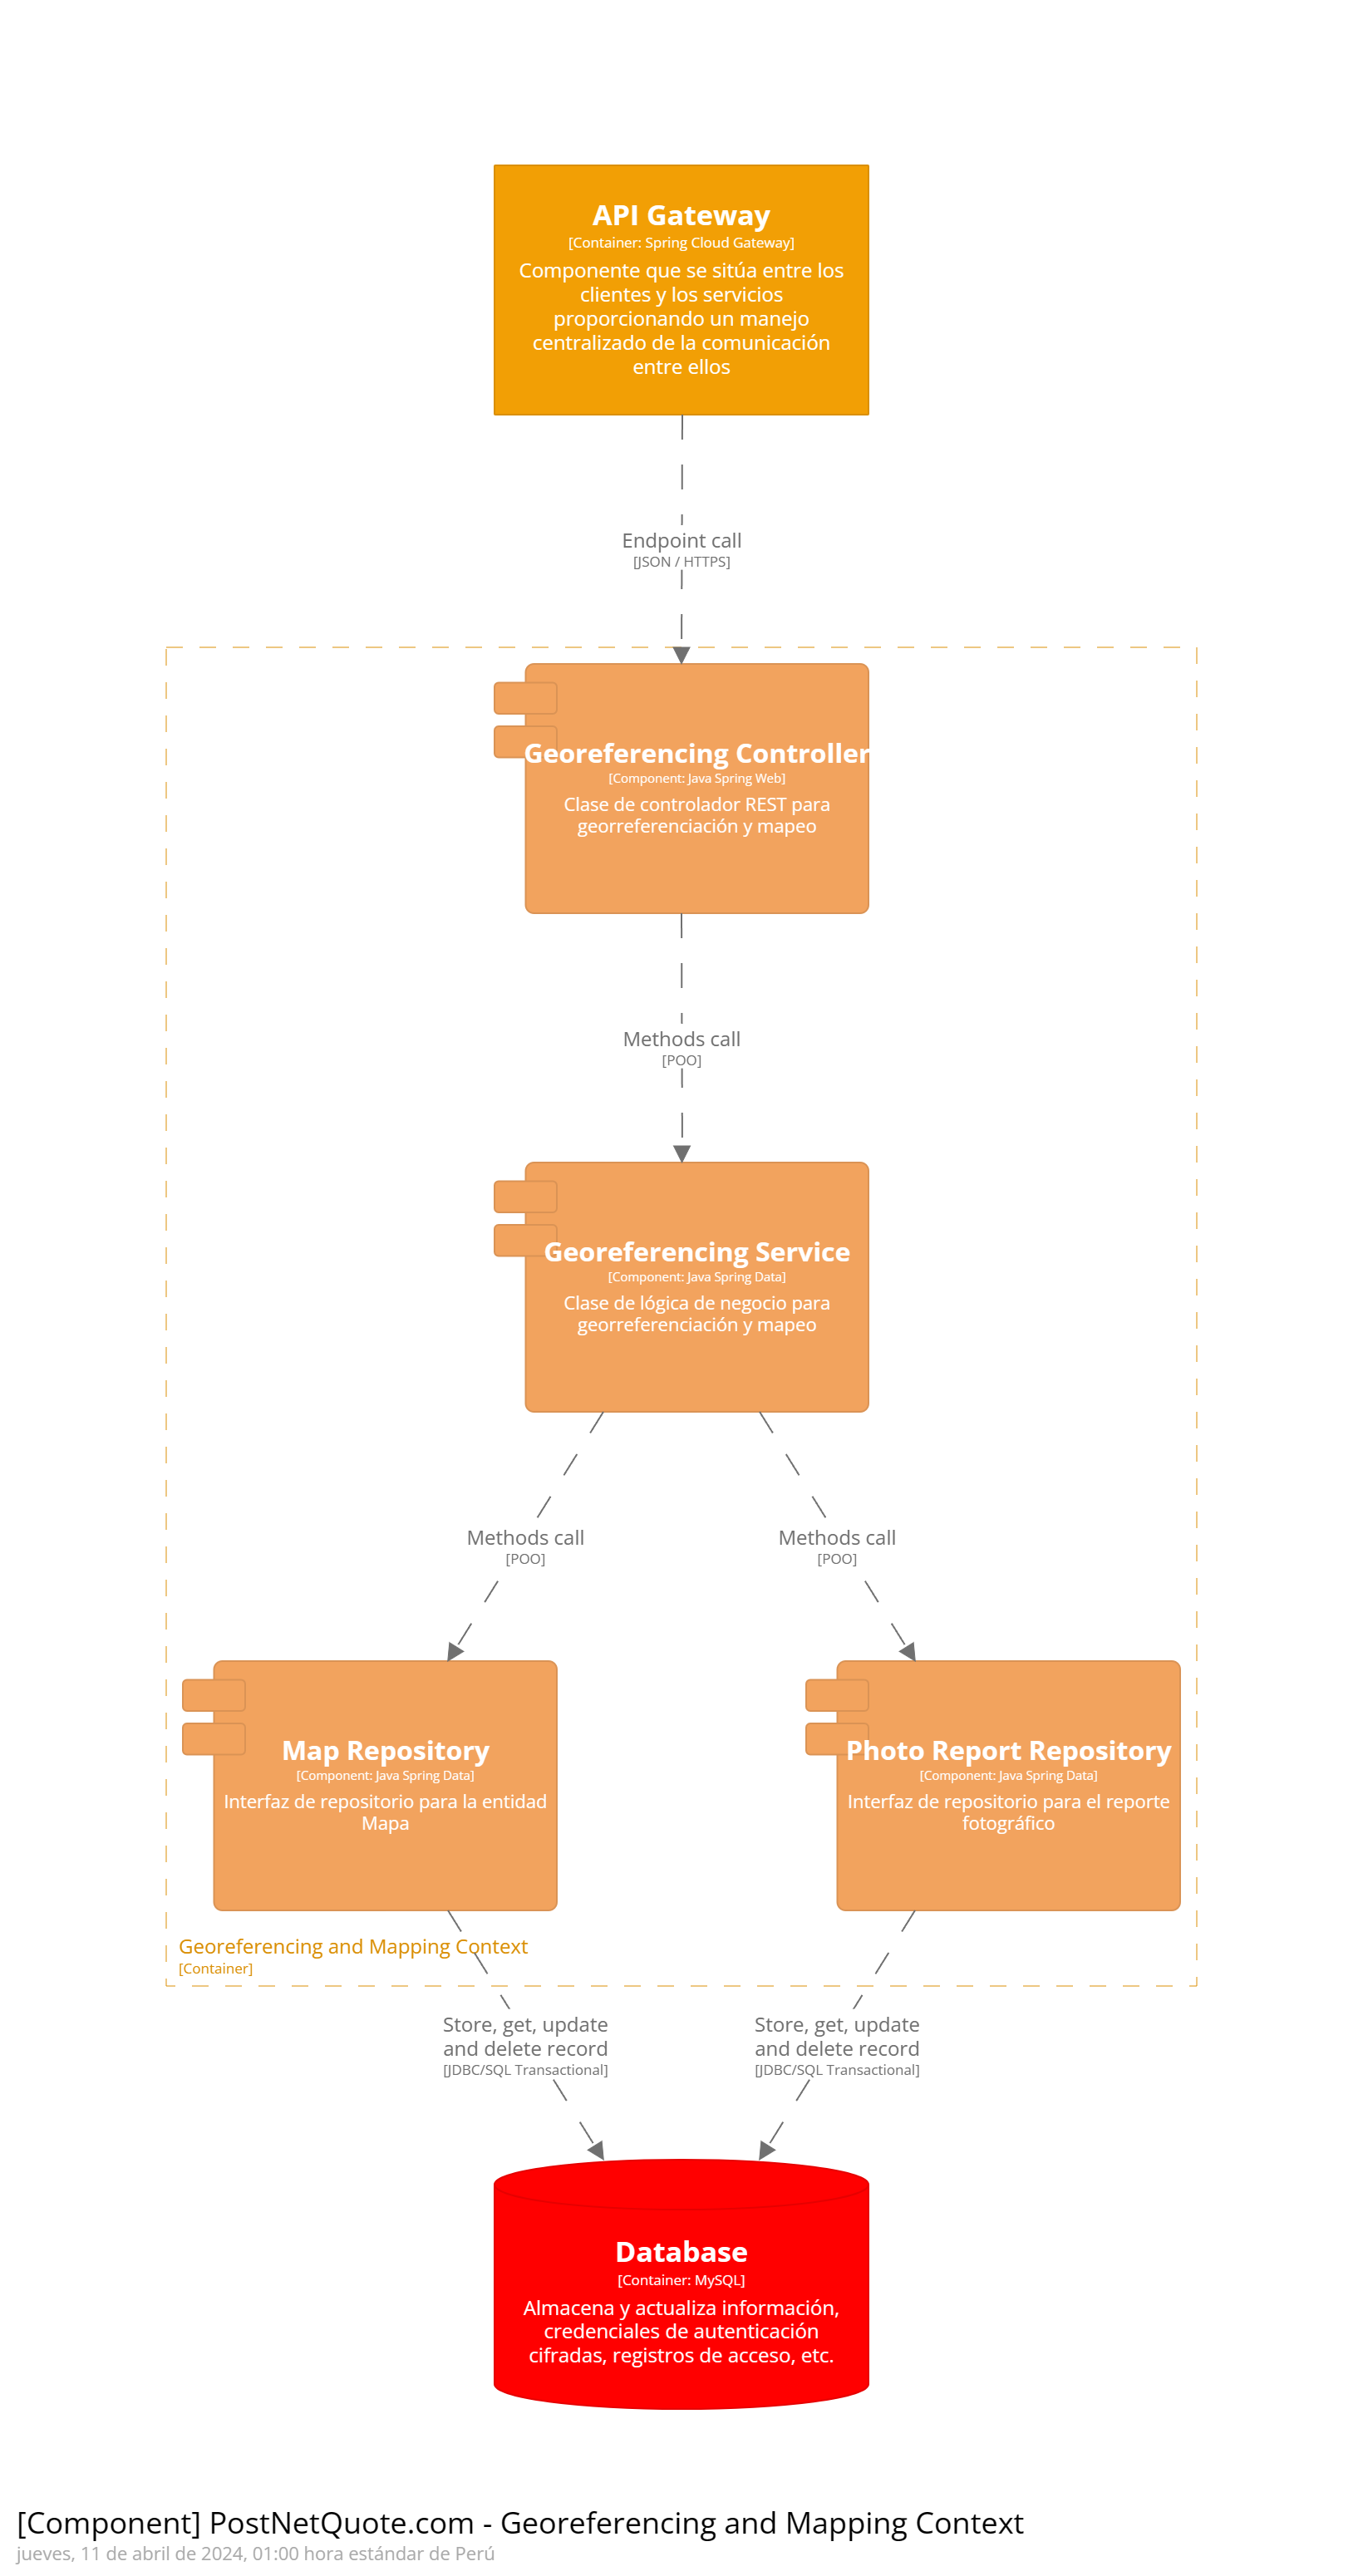 API Gateway
[Container: Spring Cloud Gateway]
Componente que se sitúa entre los
clientes y los servicios
proporcionando un manejo
centralizado de la comunicación
entre ellos
Endpoint call
[JSON / HTTPS]
Georeferencing Controller
[Component: Java Spring Web]
Clase de controlador REST para
georreferenciación y mapeo
Methods call
[POO]
Georeferencing Service
[Component: Java Spring Data]
Clase de lógica de negocio para
georreferenciación y mapeo
Methods call
[POO]
Methods call
[POO]
Map Repository
[Component: Java Spring Data]
Interfaz de repositorio para la entidad
Mapa
Photo Report Repository
[Component: Java Spring Data]
Interfaz de repositorio para el reporte
fotográfico
Georeferencing and Mapping Context
[Container]
Store, get, update
and delete record
[JDBC/SQL Transactional]
Store, get, update
and delete record
[JDBC/SQL Transactional]
Database
[Container: MySQL]
Almacena y actualiza información,
credenciales de autenticación
cifradas, registros de acceso, etc.
[Component] PostNetQuote.com - Georeferencing and Mapping Context
jueves, 11 de abril de 2024, 01:00 hora estándar de Perú